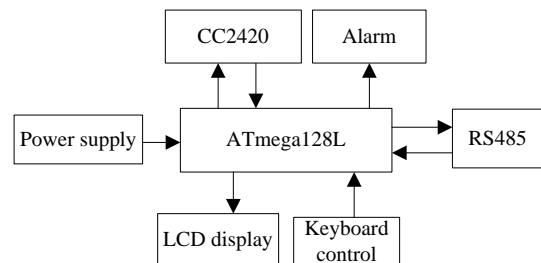 CC2420
Alarm
Power supply
ATmega128L
RS485
LCD display
Keyboard
control